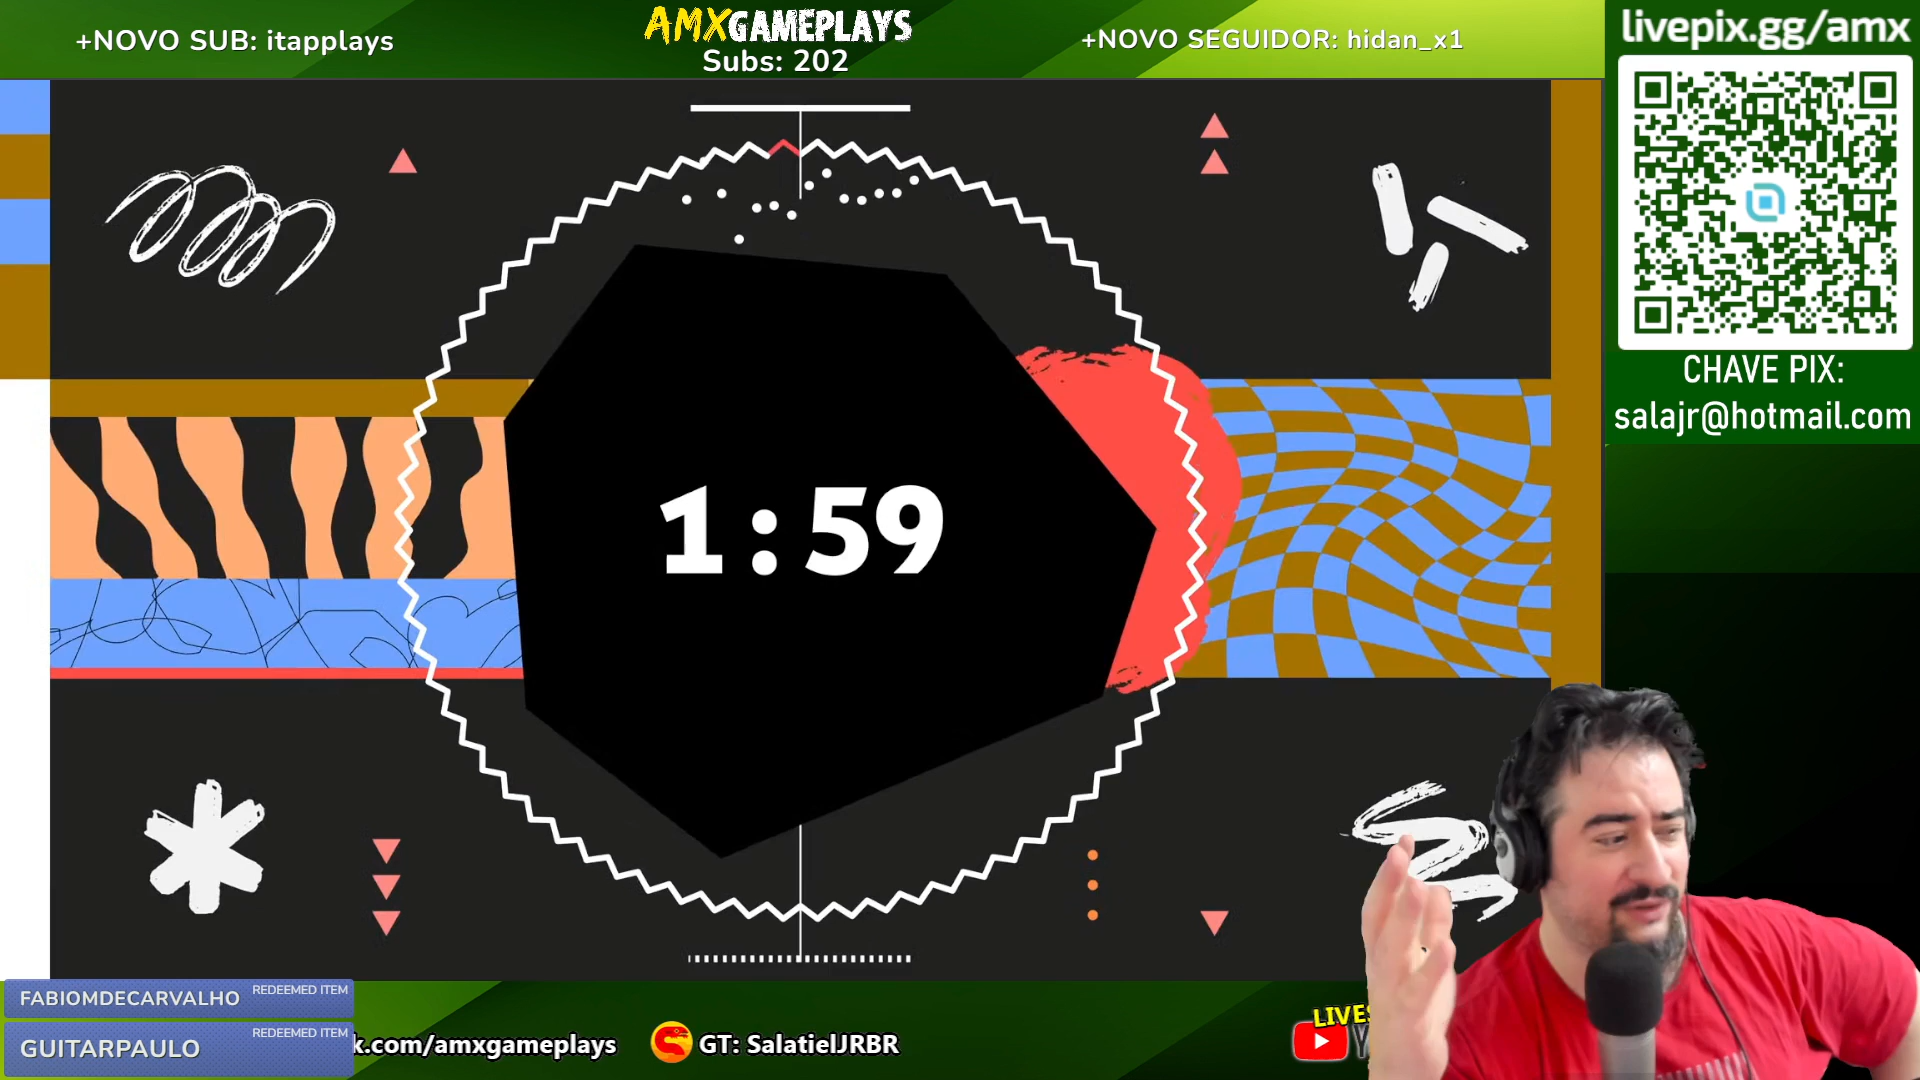 +NOVO SUB: itapplays
AMXGAMEPLAYS
Subs: 202
+NOVO SEGUIDOR: hidan_x1
livepix.gg/amx
CHAVE PIX:
salajr@hotmail.com
1:59
FABIOMDECARVALHO
REDEEMED ITEM
GUITARPAULO
REDEEMED ITEM
k.com/amxgameplays
GT: SalatielJRBR
LIVES
Y